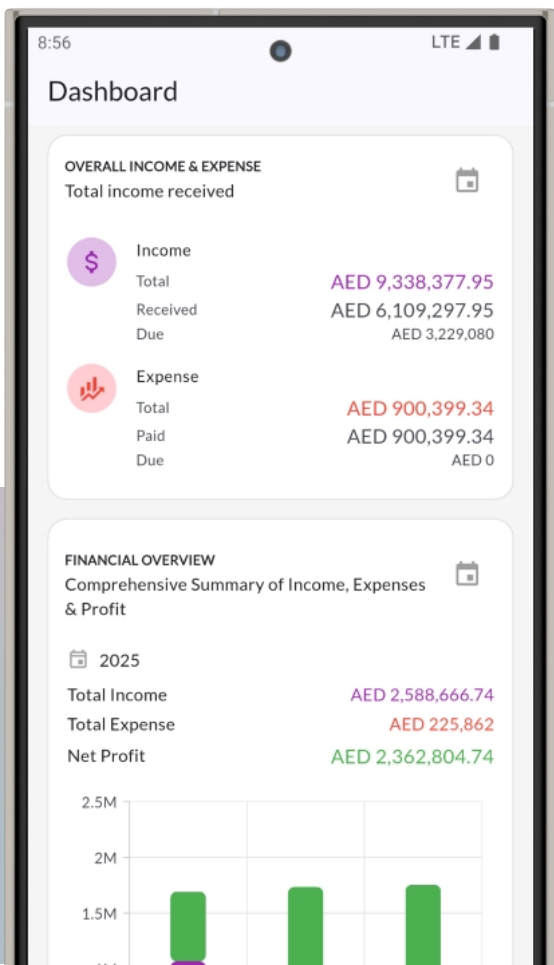 8:56
LTE
Dashboard
OVERALL INCOME & EXPENSE
Total income received
Income
Total AED 9,338,377.95
Received AED 6,109,297.95
Due AED 3,229,080
Expense
Total AED 900,399.34
Paid AED 900,399.34
Due AED 0
FINANCIAL OVERVIEW
Comprehensive Summary of Income, Expenses
& Profit
2025
Total Income AED 2,588,666.74
Total Expense AED 225,862
Net Profit AED 2,362,804.74
2.5M
2M
1.5M